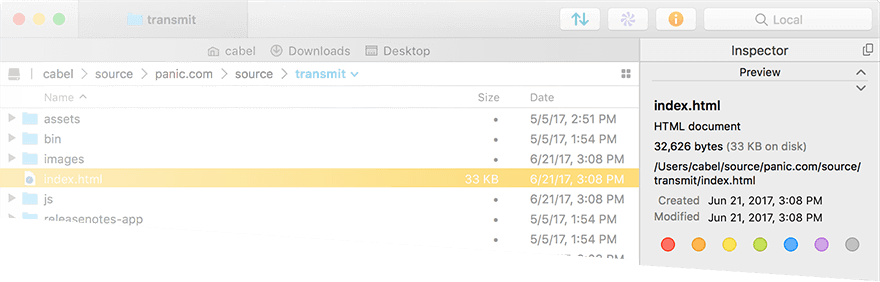 transmit
Local
cabel Downloads Desktop
Inspector
cabel source panic.com source transmit
Preview
Name Size Date
assets • 5/5/17, 2:51 PM
bin • 5/5/17, 1:54 PM
images • 6/21/17, 3:08 PM
index.html 33 KB 6/21/17, 3:08 PM
js • 6/21/17, 3:08 PM
releasenotes-app • 5/5/17, 1:54 PM
• 5/5/17, 1:54 PM
index.html
HTML document
32,626 bytes (33 KB on disk)
/Users/cabel/source/panic.com/source/
transmit/index.html
Created Jun 21, 2017, 3:08 PM
Modified Jun 21, 2017, 3:08 PM